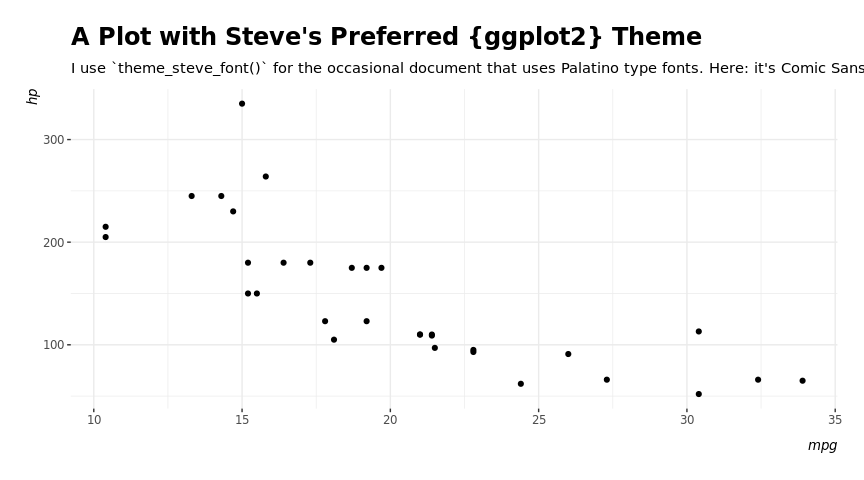 A Plot with Steve's Preferred {ggplot2} Theme
I use `theme_steve_font()` for the occasional document that uses Palatino type fonts. Here: it's Comic Sans
hp
300
200
100
10 15 20 25 30 35
mpg